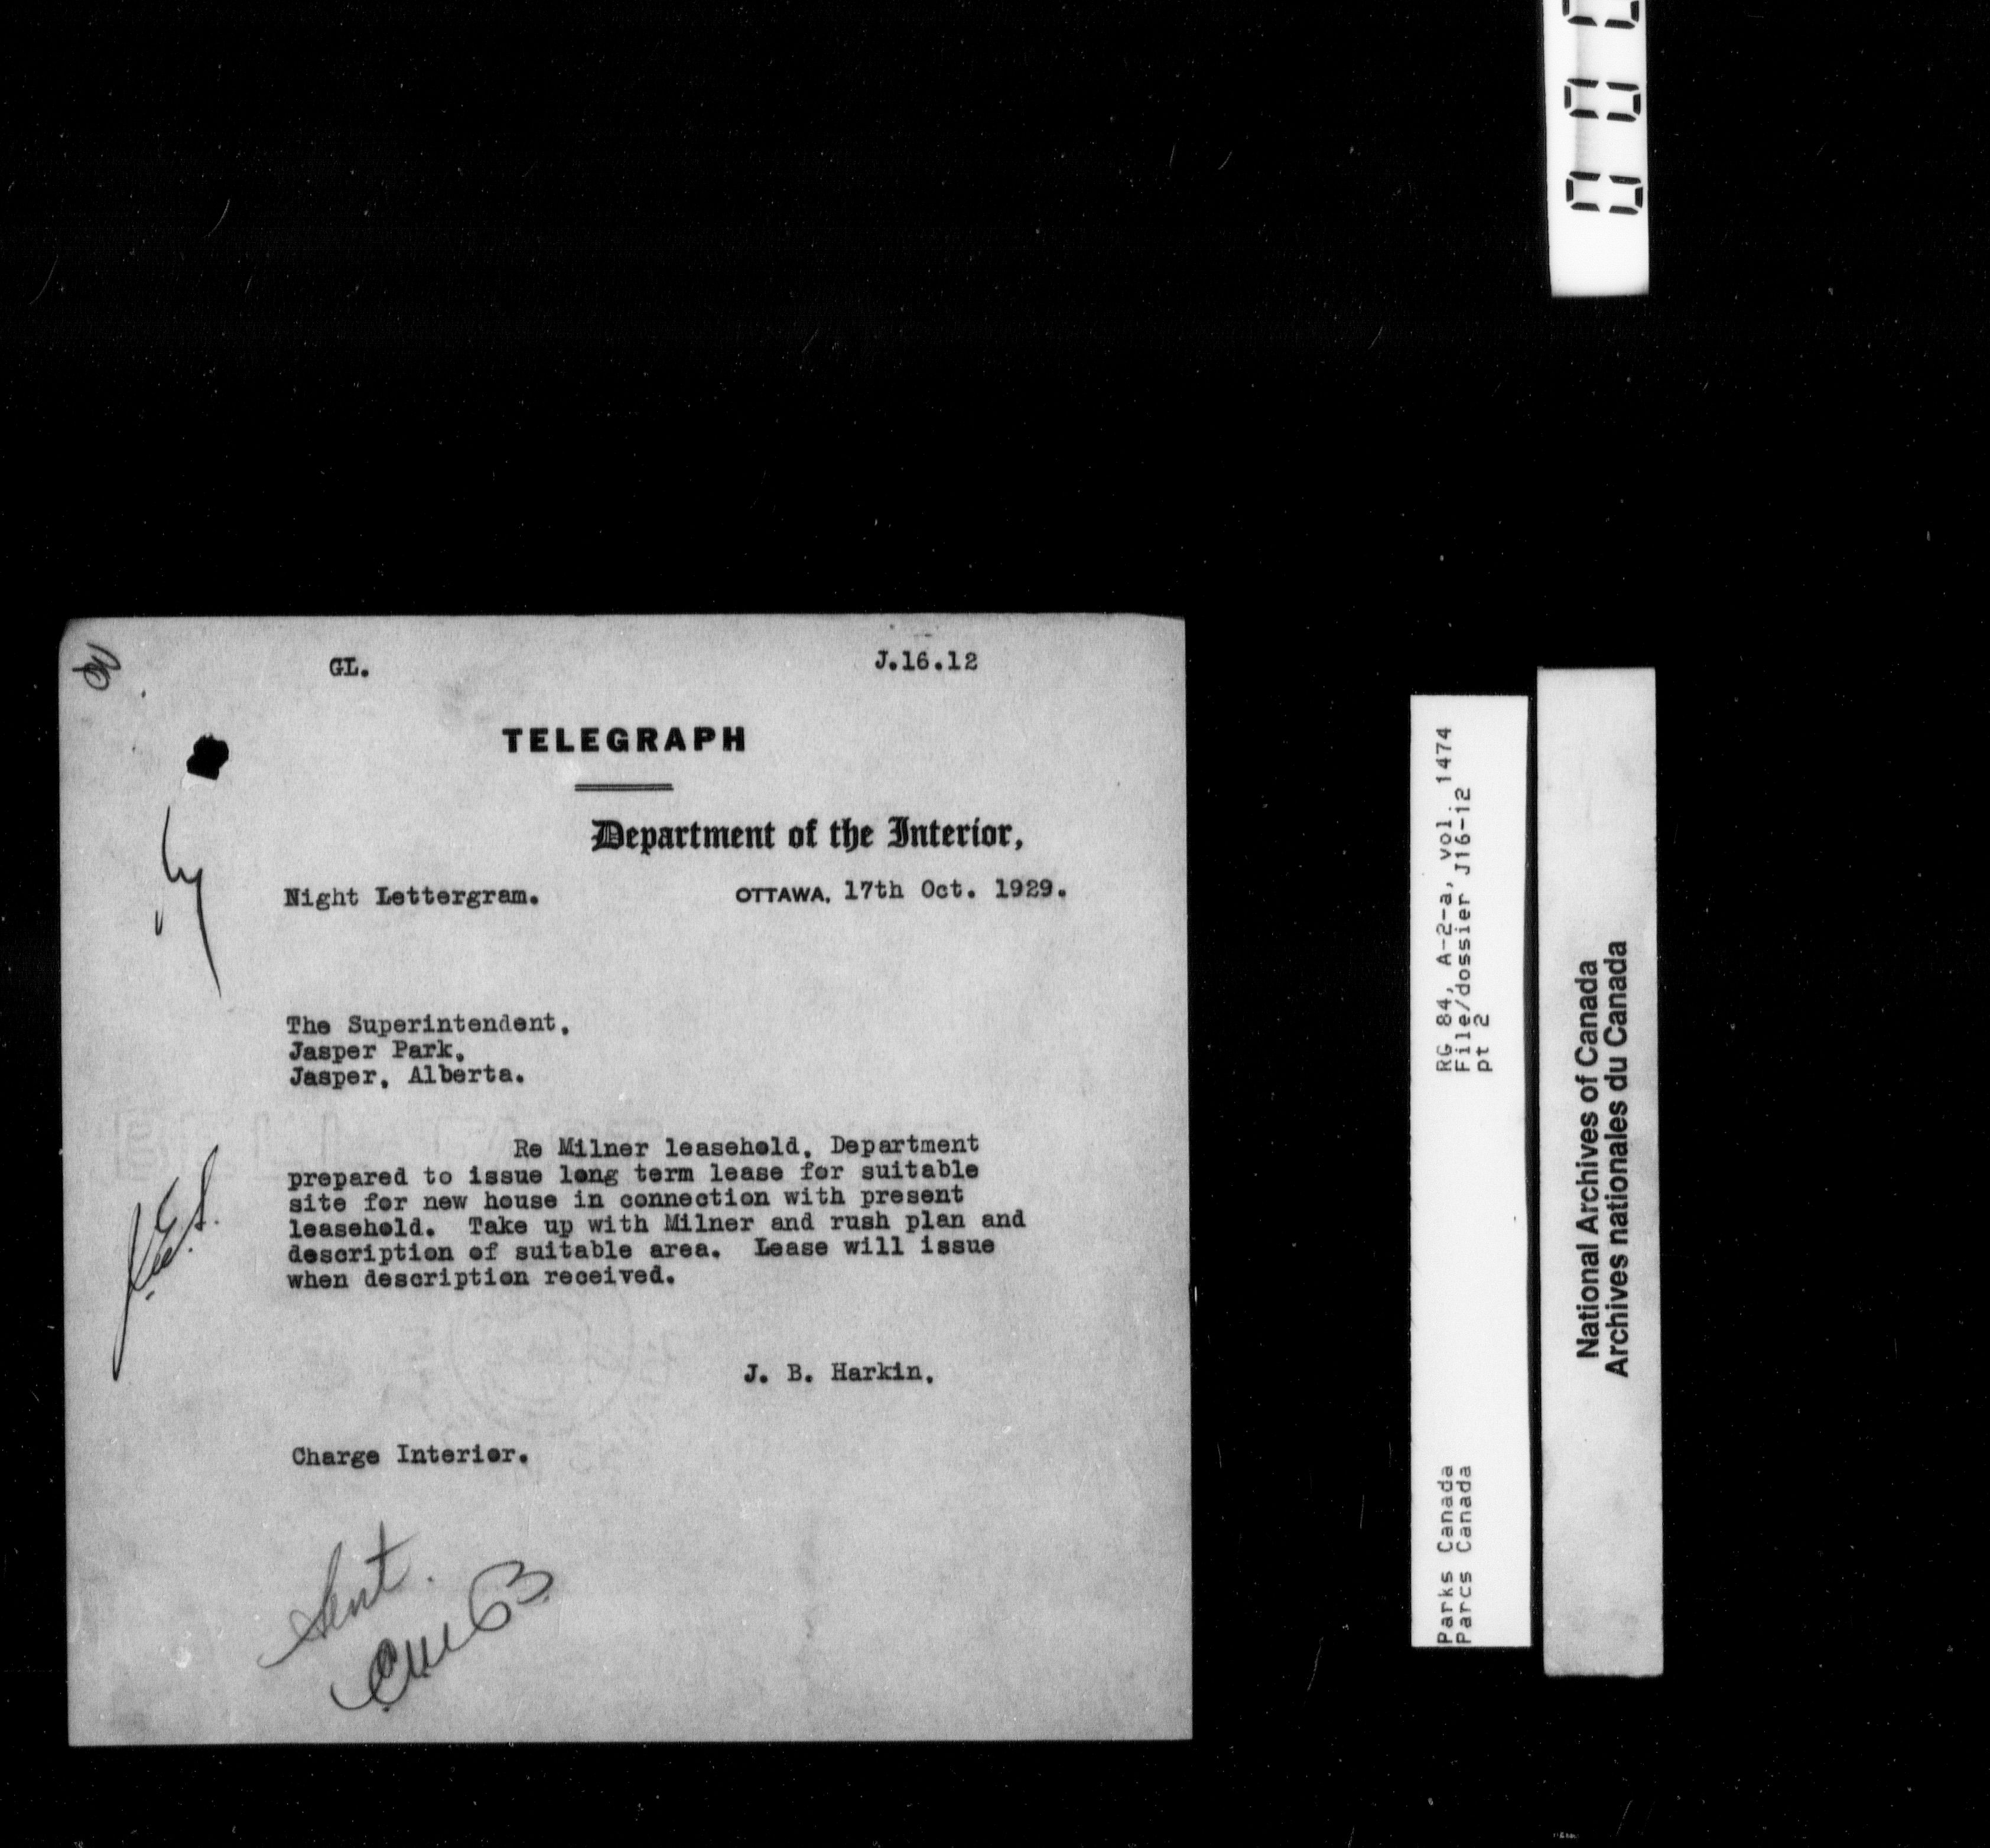 GL.
J.16.12
TELEGRAPH
Department of the Interior,
Night Lettergram.
OTTAWA, 17th Oct. 1929.
The Superintendent,
Jasper Park,
Jasper, Alberta.
Re Milner leasehold, Department
prepared to issue long term lease for suitable
site for new house in connection with present
leasehold. Take up with Milner and rush plan and
description of suitable area. Lease will issue
when description received.
J. B. Harkin,
Charge Interior.
Sent.
RG 84, A-2-a, vol. 1474
File/dossier J16-12
pt 2
Parks Canada
Parcs Canada
National Archives of Canada
Archives nationales du Canada